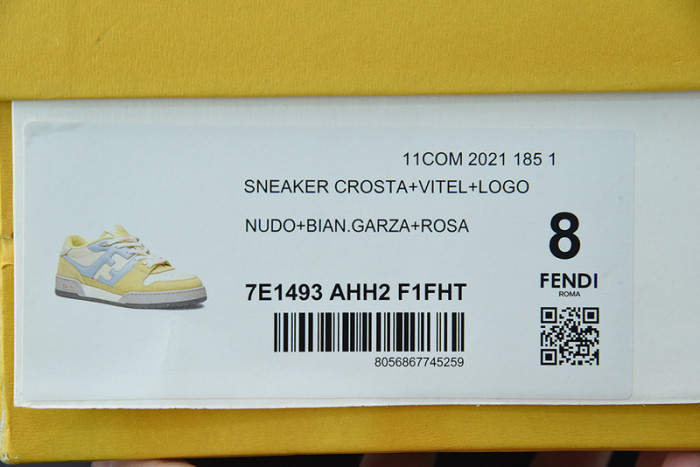 11COM 2021 185 1
SNEAKER CROSTA+VITEL+LOGO
NUDO+BIAN.GARZA+ROSA
8
FENDI
ROMA
7E1493 AHH2 F1FHT
8056867745259